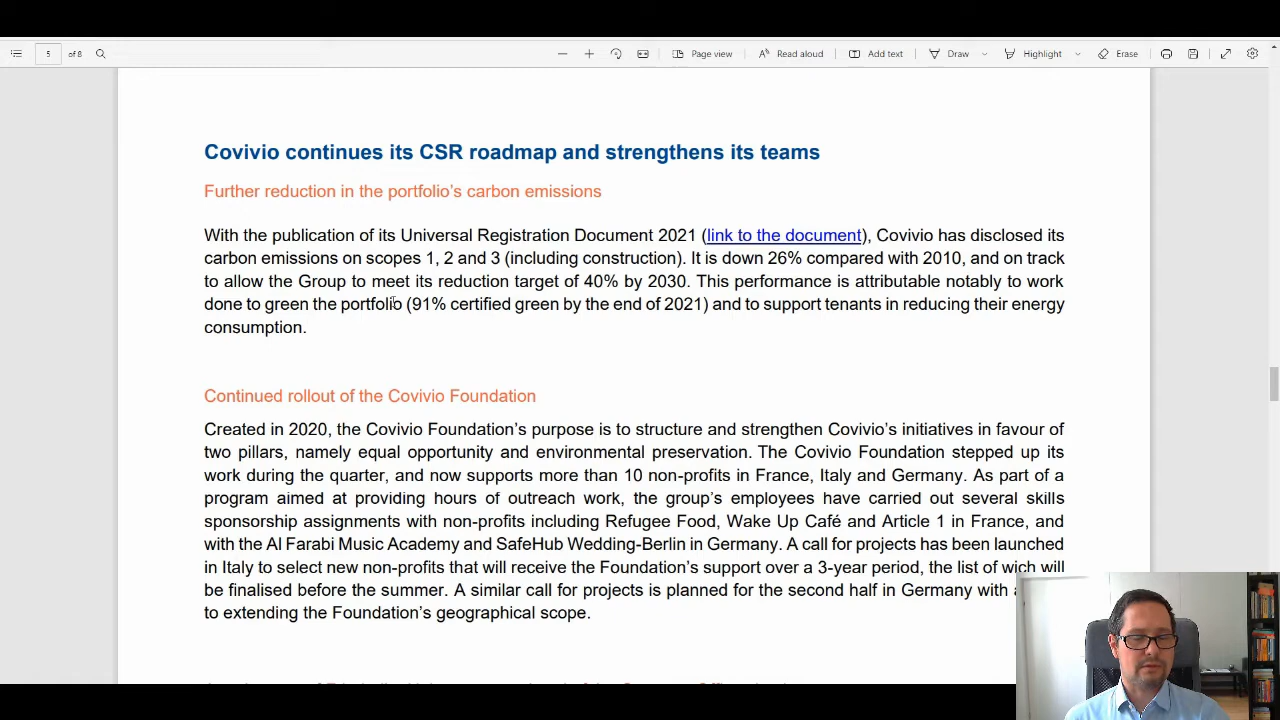 5 of 8
Page view
Read aloud
Add text
Draw
Highlight
Erase
Covivio continues its CSR roadmap and strengthens its teams
Further reduction in the portfolio's carbon emissions
With the publication of its Universal Registration Document 2021 (link to the document), Covivio has disclosed its
carbon emissions on scopes 1, 2 and 3 (including construction). It is down 26% compared with 2010, and on track
to allow the Group to meet its reduction target of 40% by 2030. This performance is attributable notably to work
done to green the portfolio (91% certified green by the end of 2021) and to support tenants in reducing their energy
consumption.
Continued rollout of the Covivio Foundation
Created in 2020, the Covivio Foundation's purpose is to structure and strengthen Covivio's initiatives in favour of
two pillars, namely equal opportunity and environmental preservation. The Covivio Foundation stepped up its
work during the quarter, and now supports more than 10 non-profits in France, Italy and Germany. As part of a
program aimed at providing hours of outreach work, the group's employees have carried out several skills
sponsorship assignments with non-profits including Refugee Food, Wake Up Café and Article 1 in France, and
with the Al Farabi Music Academy and SafeHub Wedding-Berlin in Germany. A call for projects has been launched
in Italy to select new non-profits that will receive the Foundation's support over a 3-year period, the list of wich will
be finalised before the summer. A similar call for projects is planned for the second half in Germany with
to extending the Foundation's geographical scope.